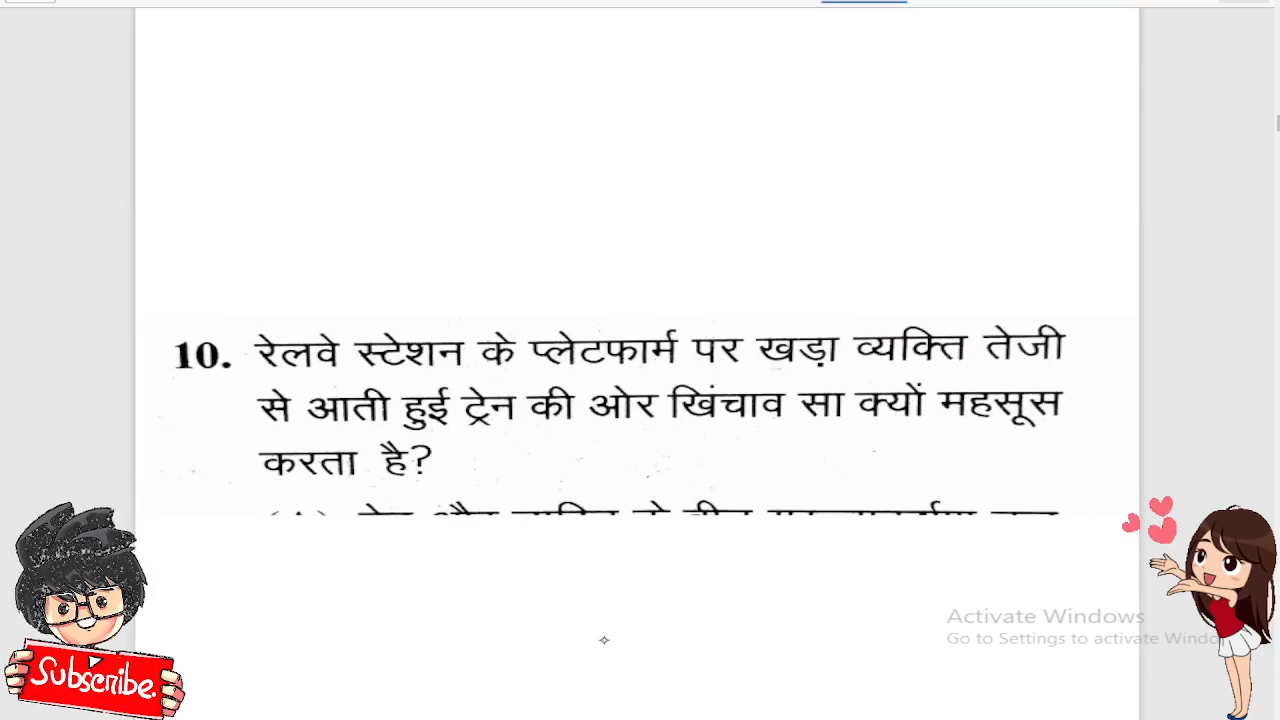 10. रेलवे स्टेशन के प्लेटफार्म पर खड़ा व्यक्ति तेजी
से आती हुई ट्रेन की ओर खिंचाव सा क्यों महसूस
करता है?
Activate Windows
Go to Settings to activate Windo
Subscribe.